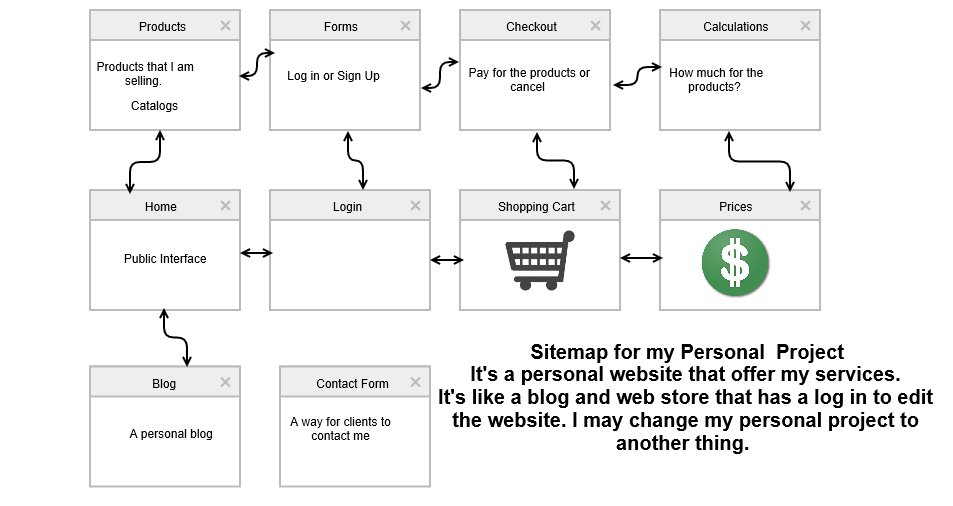 Products
Forms
Checkout
Calculations
Products that I am
selling.
Catalogs
Log in or Sign Up
Pay for the products or
cancel
How much for the
products?
Home
Login
Shopping Cart
Prices
Public Interface
$
Blog
Contact Form
A personal blog
A way for clients to
contact me
Sitemap for my Personal  Project
It's a personal website that offer my services.
It's like a blog and web store that has a log in to edit
the website. I may change my personal project to
another thing.